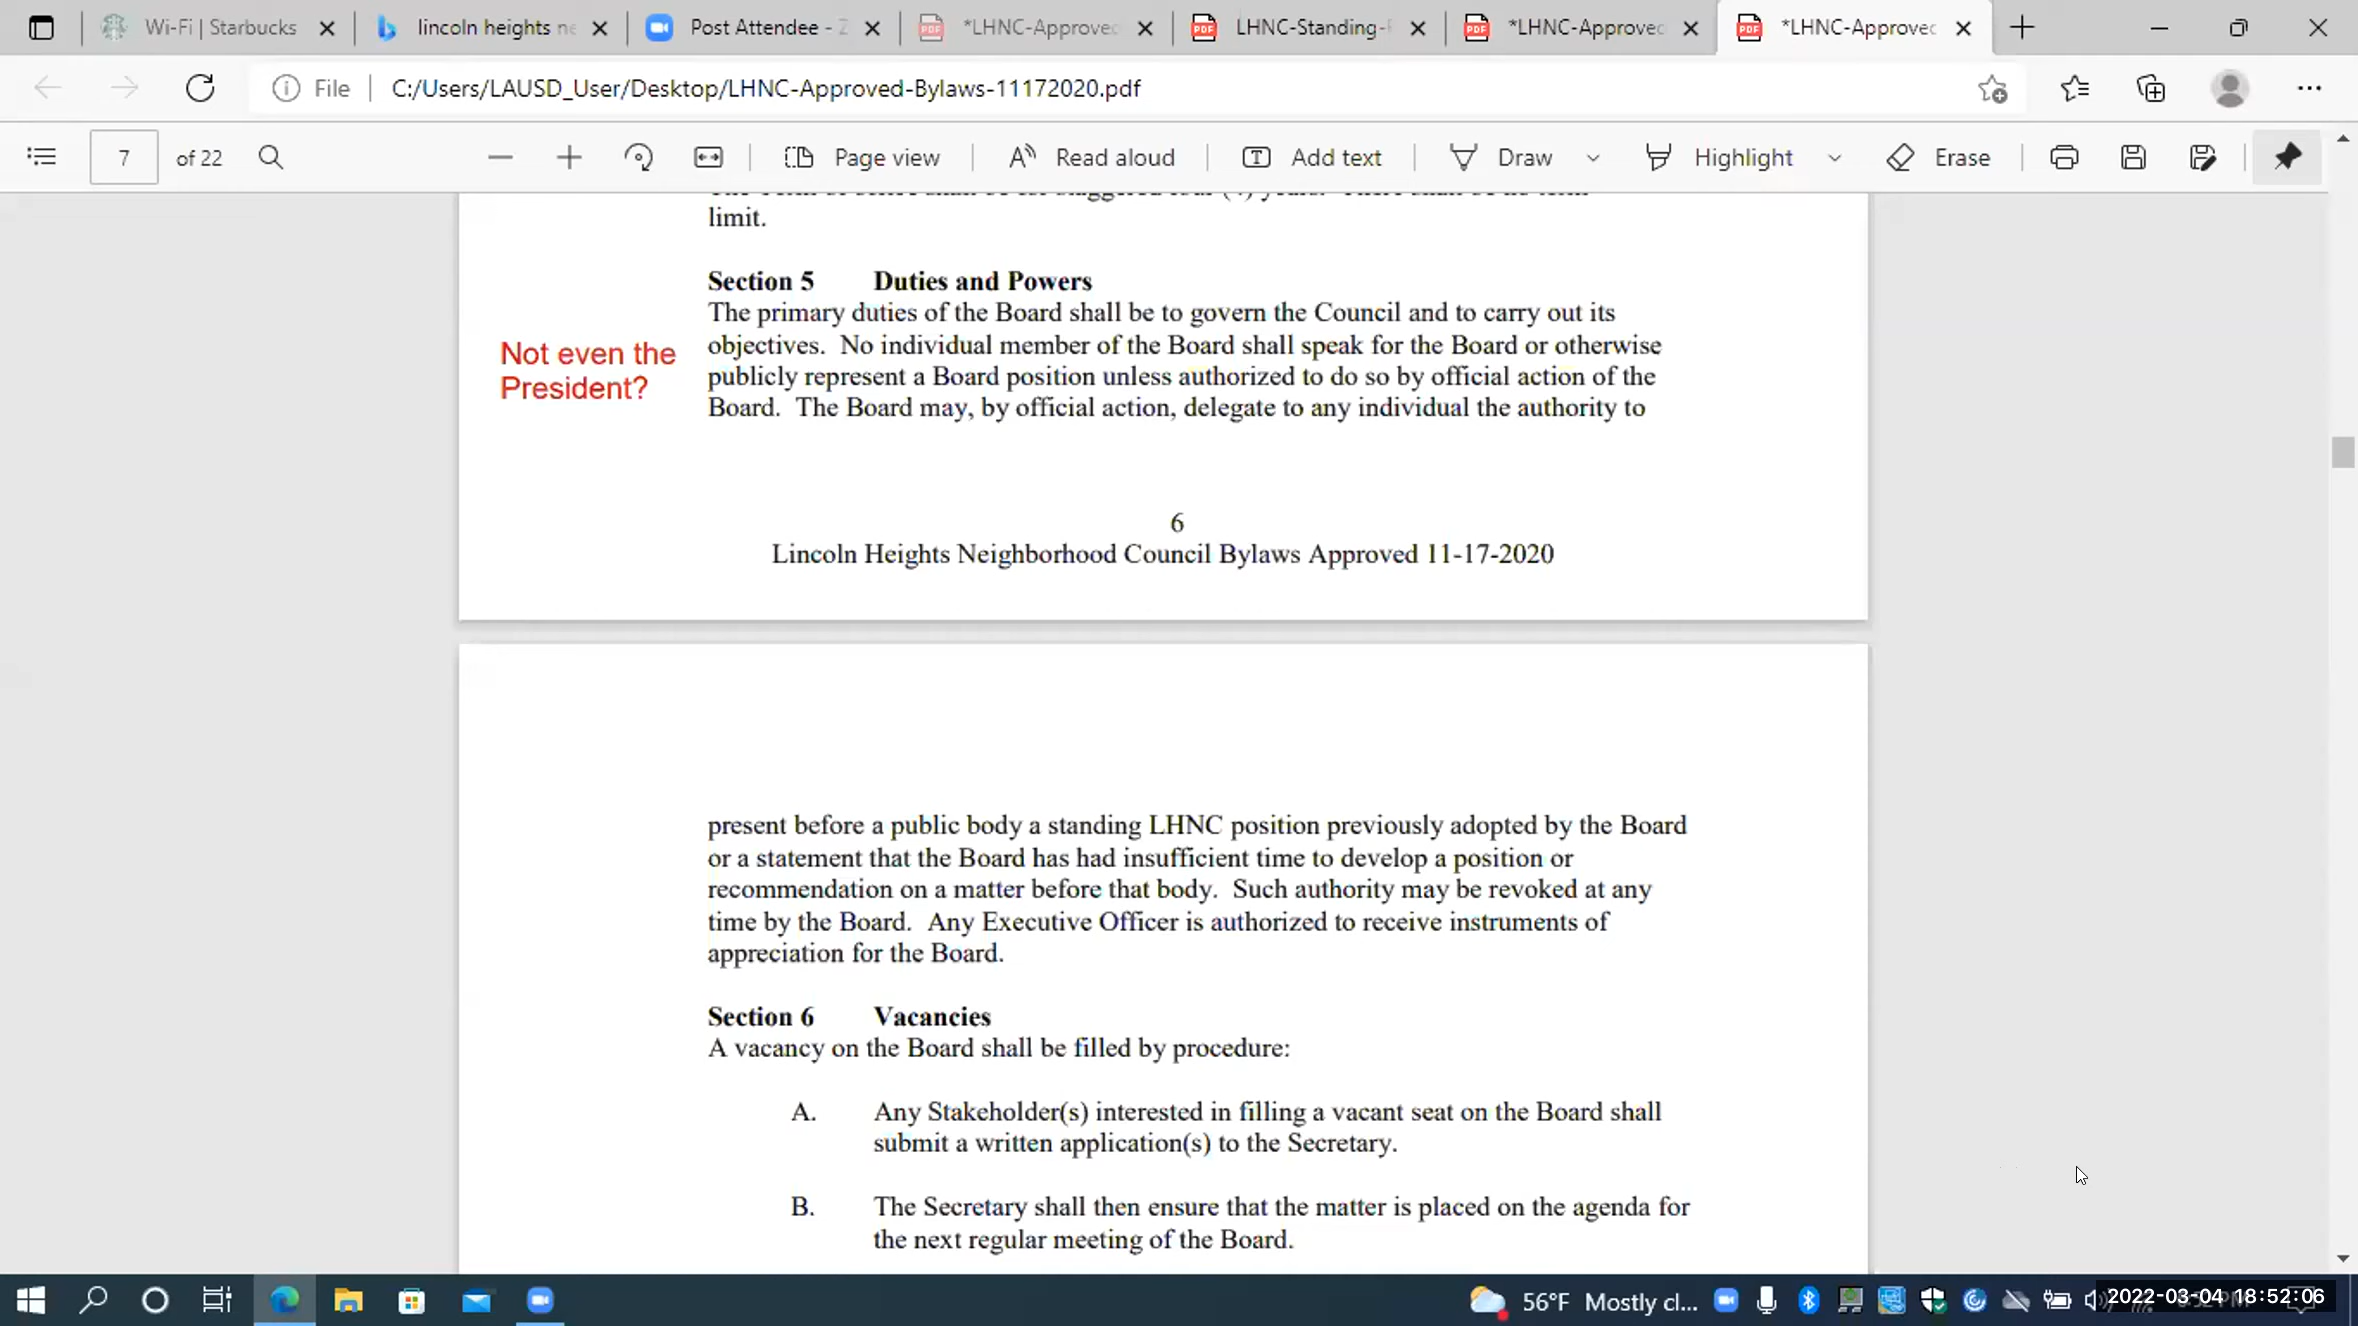 Wi-Fi | Starbucks
lincoln heights ne
Post Attendee - Z
*LHNC-Approved
LHNC-Standing-R
*LHNC-Approved
*LHNC-Approved
File
C:/Users/LAUSD_User/Desktop/LHNC-Approved-Bylaws-11172020.pdf
7 of 22
Page view
Read aloud
Add text
Draw
Highlight
Erase
limit.
Section 5 Duties and Powers
The primary duties of the Board shall be to govern the Council and to carry out its
objectives. No individual member of the Board shall speak for the Board or otherwise
publicly represent a Board position unless authorized to do so by official action of the
Board. The Board may, by official action, delegate to any individual the authority to
Not even the
President?
6
Lincoln Heights Neighborhood Council Bylaws Approved 11-17-2020
present before a public body a standing LHNC position previously adopted by the Board
or a statement that the Board has had insufficient time to develop a position or
recommendation on a matter before that body. Such authority may be revoked at any
time by the Board. Any Executive Officer is authorized to receive instruments of
appreciation for the Board.
Section 6 Vacancies
A vacancy on the Board shall be filled by procedure:
A. Any Stakeholder(s) interested in filling a vacant seat on the Board shall
submit a written application(s) to the Secretary.
B. The Secretary shall then ensure that the matter is placed on the agenda for
the next regular meeting of the Board.
56°F Mostly cl...
2022-03-04 18:52:06